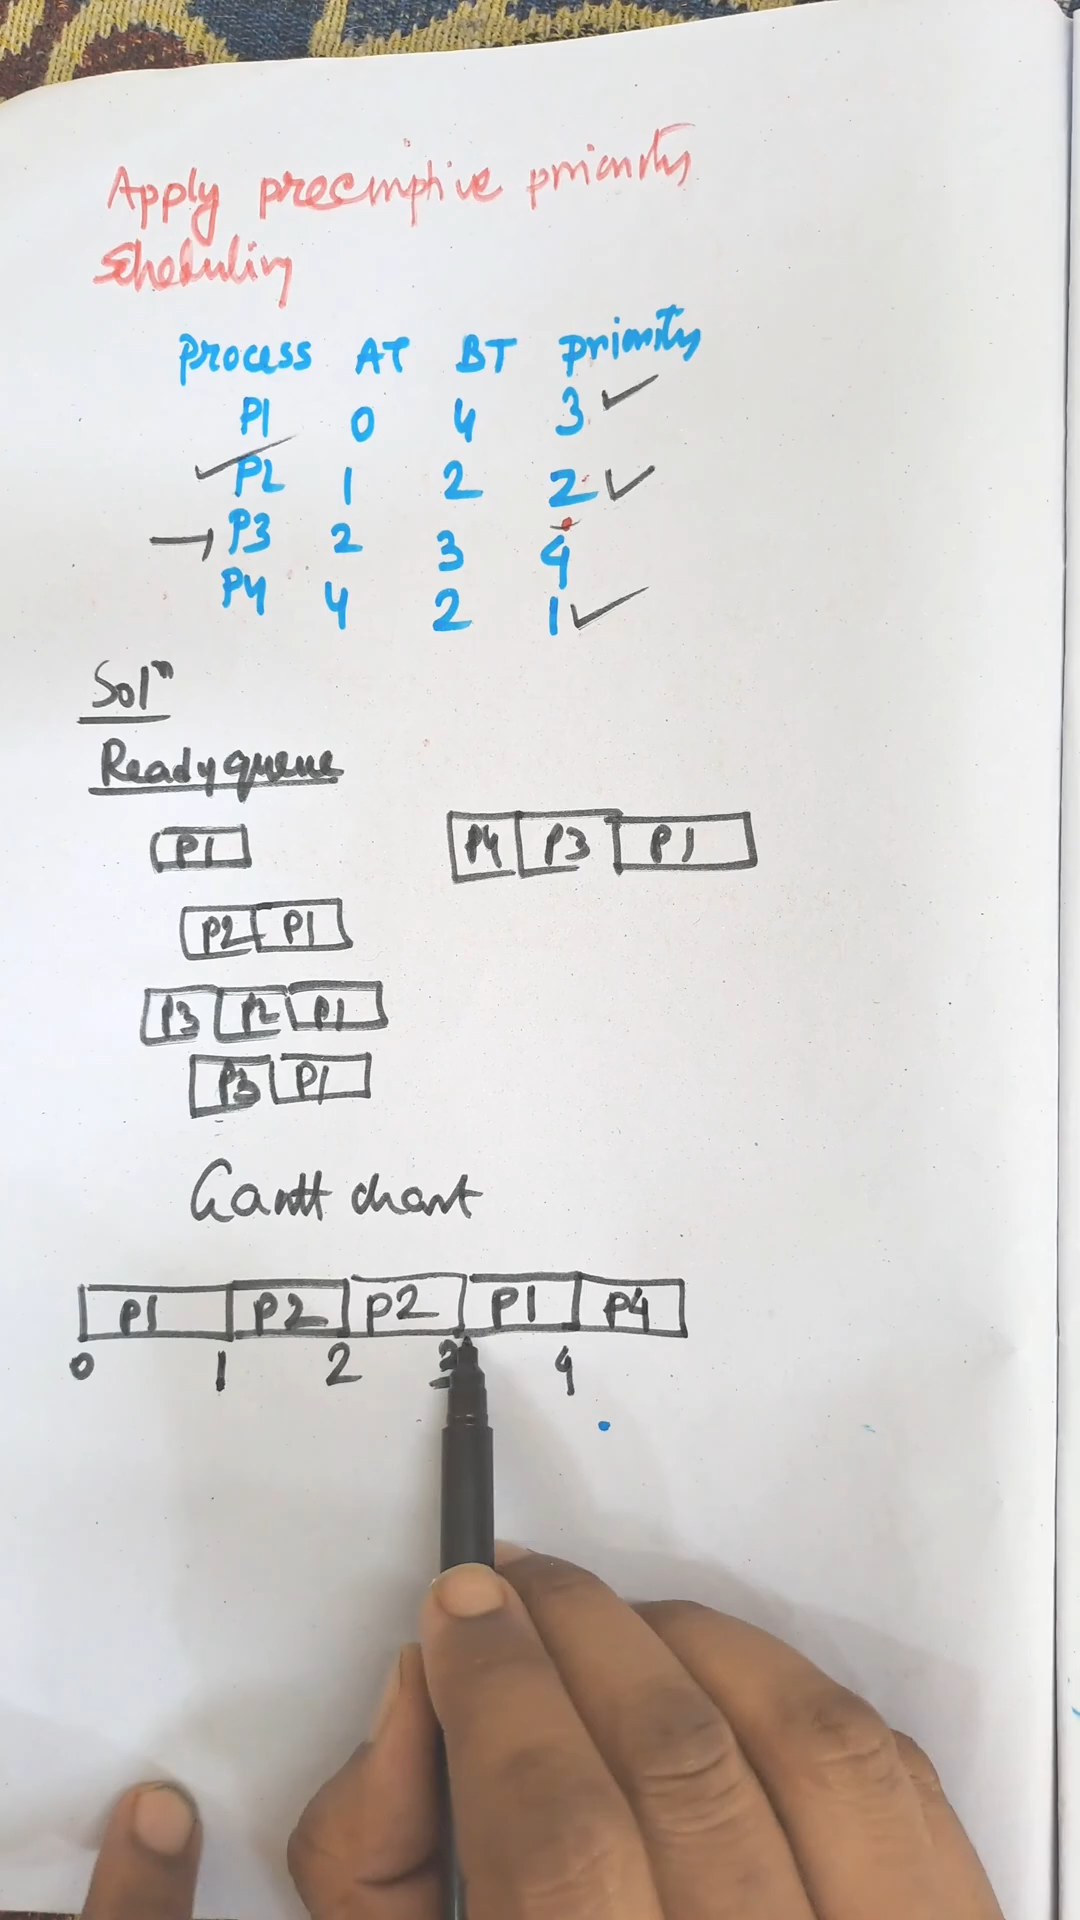 Apply precimptive priority
Scheduling
Process AT BT priority
P1 0 4 3
P2 1 2 2
P3 2 3 4
P4 4 2 1
Solⁿ
Ready queue
P1
P4 P3 P1
P2 P1
P3 P2 P1
P3 P1
Gantt chart
P1 P2 P2 P1 P4
0 1 2 3 4